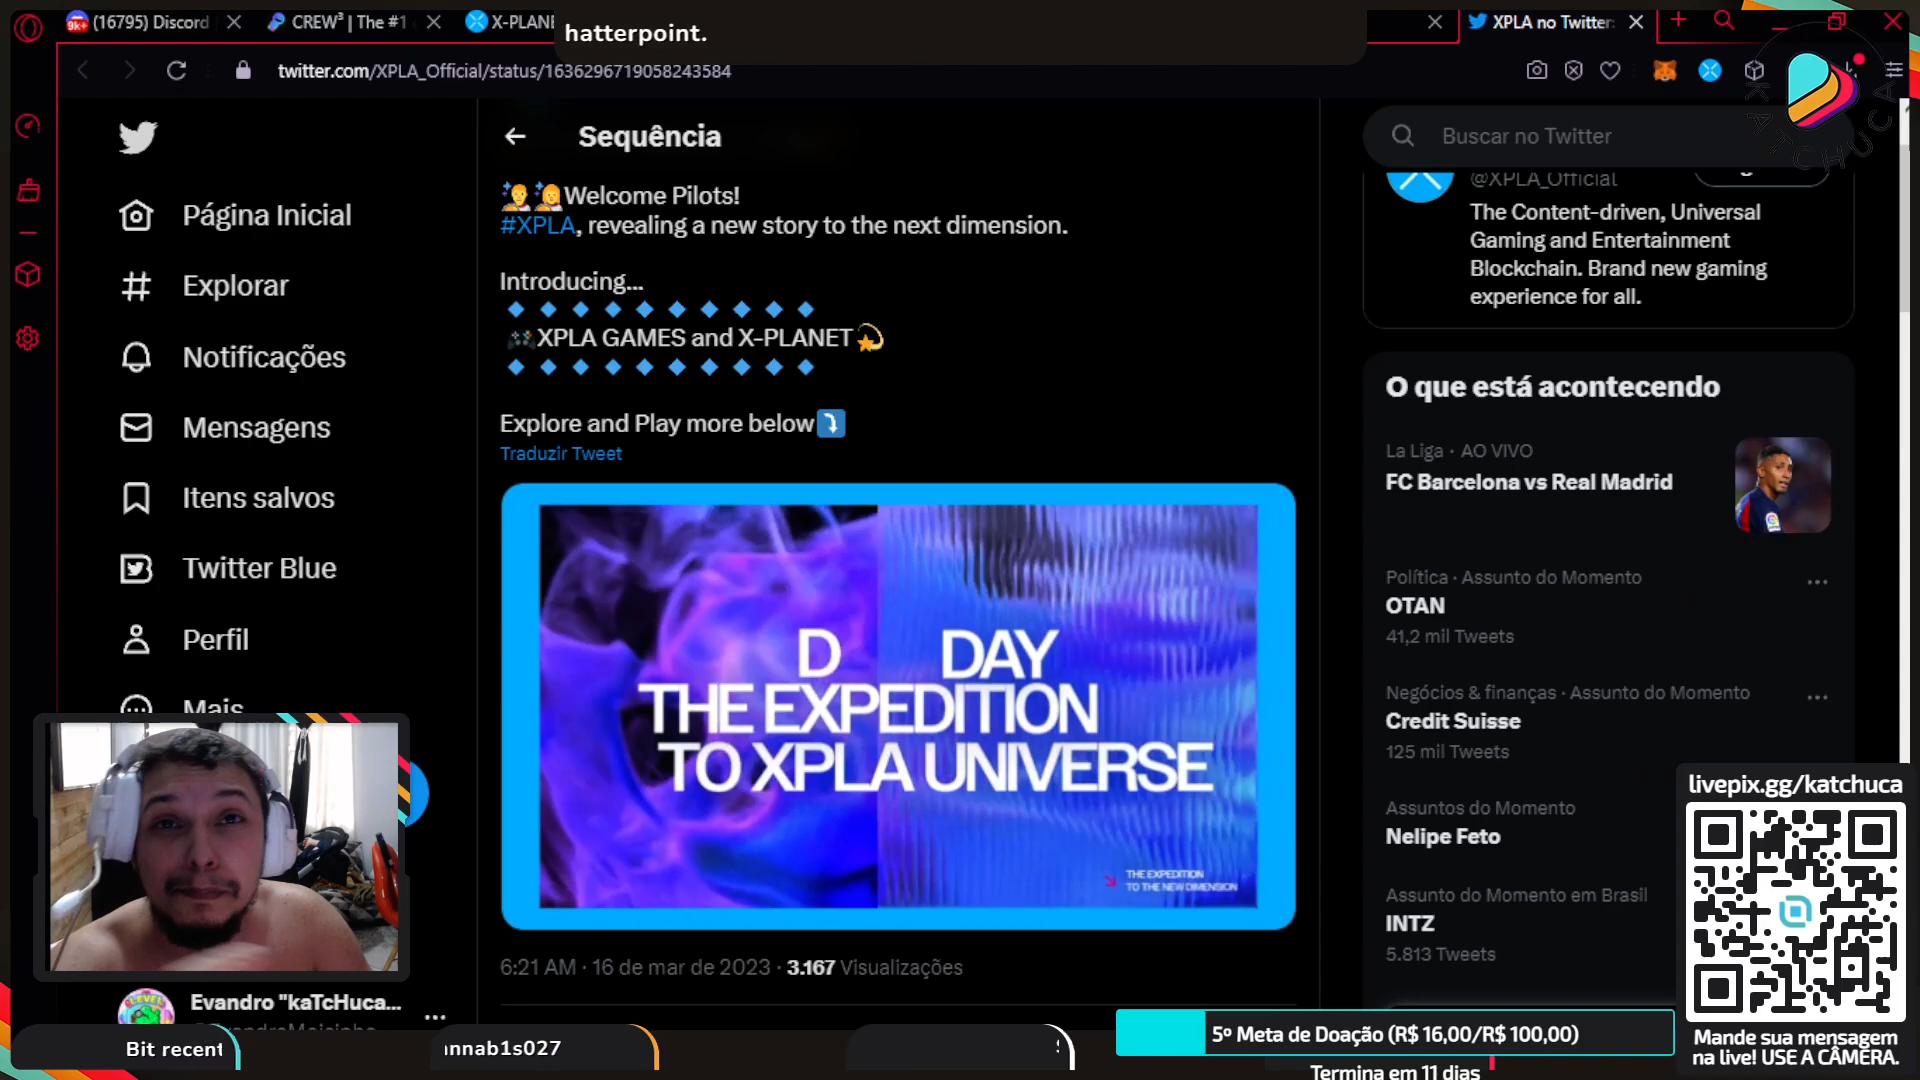 (16795) Discord
CREW³ | The #1
X-PLANE
hatterpoint.
XPLA no Twitter:
twitter.com/XPLA_Official/status/1636296719058243584
KATCHUCA
Sequência
Buscar no Twitter
Página Inicial
Explorar
Notificações
Mensagens
Itens salvos
Twitter Blue
Perfil
Mais
Welcome Pilots!
#XPLA, revealing a new story to the next dimension.
Introducing...
XPLA GAMES and X-PLANET
Explore and Play more below
Traduzir Tweet
D DAY
THE EXPEDITION
TO XPLA UNIVERSE
THE EXPEDITION
TO THE NEW DIMENSION
6:21 AM · 16 de mar de 2023 · 3.167 Visualizações
@XPLA_Official
The Content-driven, Universal
Gaming and Entertainment
Blockchain. Brand new gaming
experience for all.
O que está acontecendo
La Liga · AO VIVO
FC Barcelona vs Real Madrid
Política · Assunto do Momento
OTAN
41,2 mil Tweets
Negócios & finanças · Assunto do Momento
Credit Suisse
125 mil Tweets
Assuntos do Momento
Nelipe Feto
Assunto do Momento em Brasil
INTZ
5.813 Tweets
livepix.gg/katchuca
Mande sua mensagem
na live! USE A CÂMERA.
Evandro "kaTcHuca...
Bit recent
annab1s027
5º Meta de Doação (R$ 16,00/R$ 100,00)
Termina em 11 dias